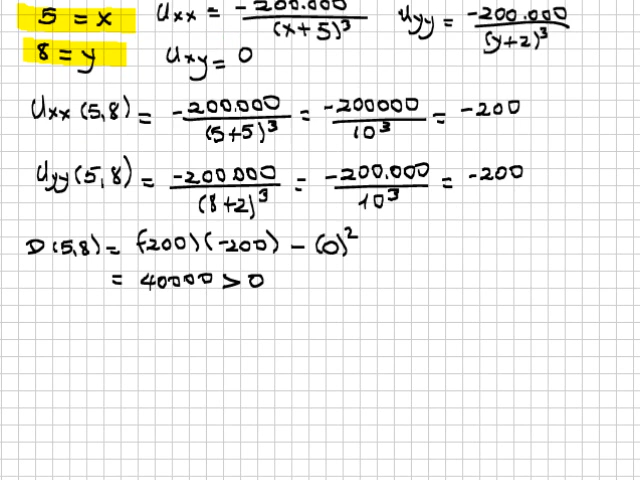 5 = x   Uxx = -200.000/(x+5)^3   Uyy = -200.000/(y+2)^3
8 = y   Uxy = 0
Uxx (5,8) = -200.000/(5+5)^3 = -200000/10^3 = -200
Uyy (5,8) = -200.000/(8+2)^3 = -200.000/10^3 = -200
D(5,8) = (-200)(-200) - (0)^2
= 40000 > 0